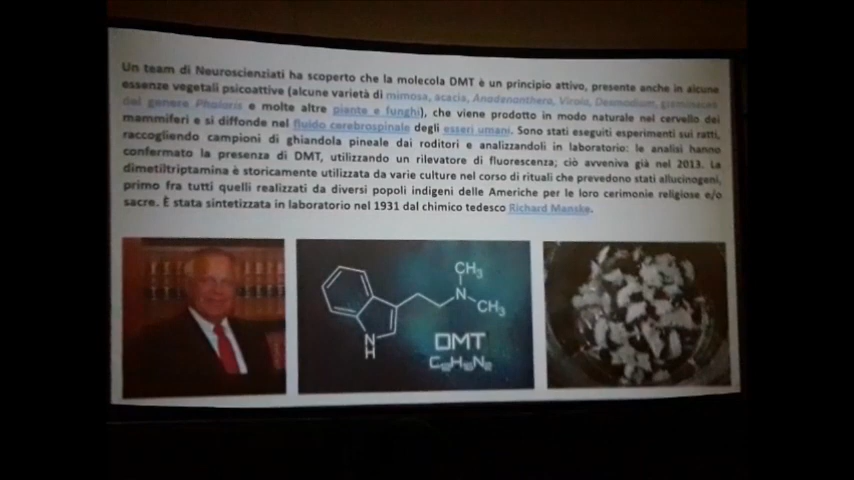 Un team di Neuroscienziati ha scoperto che la molecola DMT è un principio attivo, presente anche in alcune
essenze vegetali psicoattive (alcune varietà di mimosa, acacia, Anadenanthera, Virola, Desmodium, graminacee
del genere Phalaris e molte altre piante e funghi), che viene prodotto in modo naturale nel cervello dei
mammiferi e si diffonde nel fluido cerebrospinale degli esseri umani. Sono stati eseguiti esperimenti sui ratti,
raccogliendo campioni di ghiandola pineale dai roditori e analizzandoli in laboratorio: le analisi hanno
confermato la presenza di DMT, utilizzando un rilevatore di fluorescenza; ciò avveniva già nel 2013. La
dimetiltriptamina è storicamente utilizzata da varie culture nel corso di rituali che prevedono stati allucinogeni,
primo fra tutti quelli realizzati da diversi popoli indigeni delle Americhe per le loro cerimonie religiose e/o
sacre. È stata sintetizzata in laboratorio nel 1931 dal chimico tedesco Richard Manske.
CH3
N
CH3
N
H
DMT